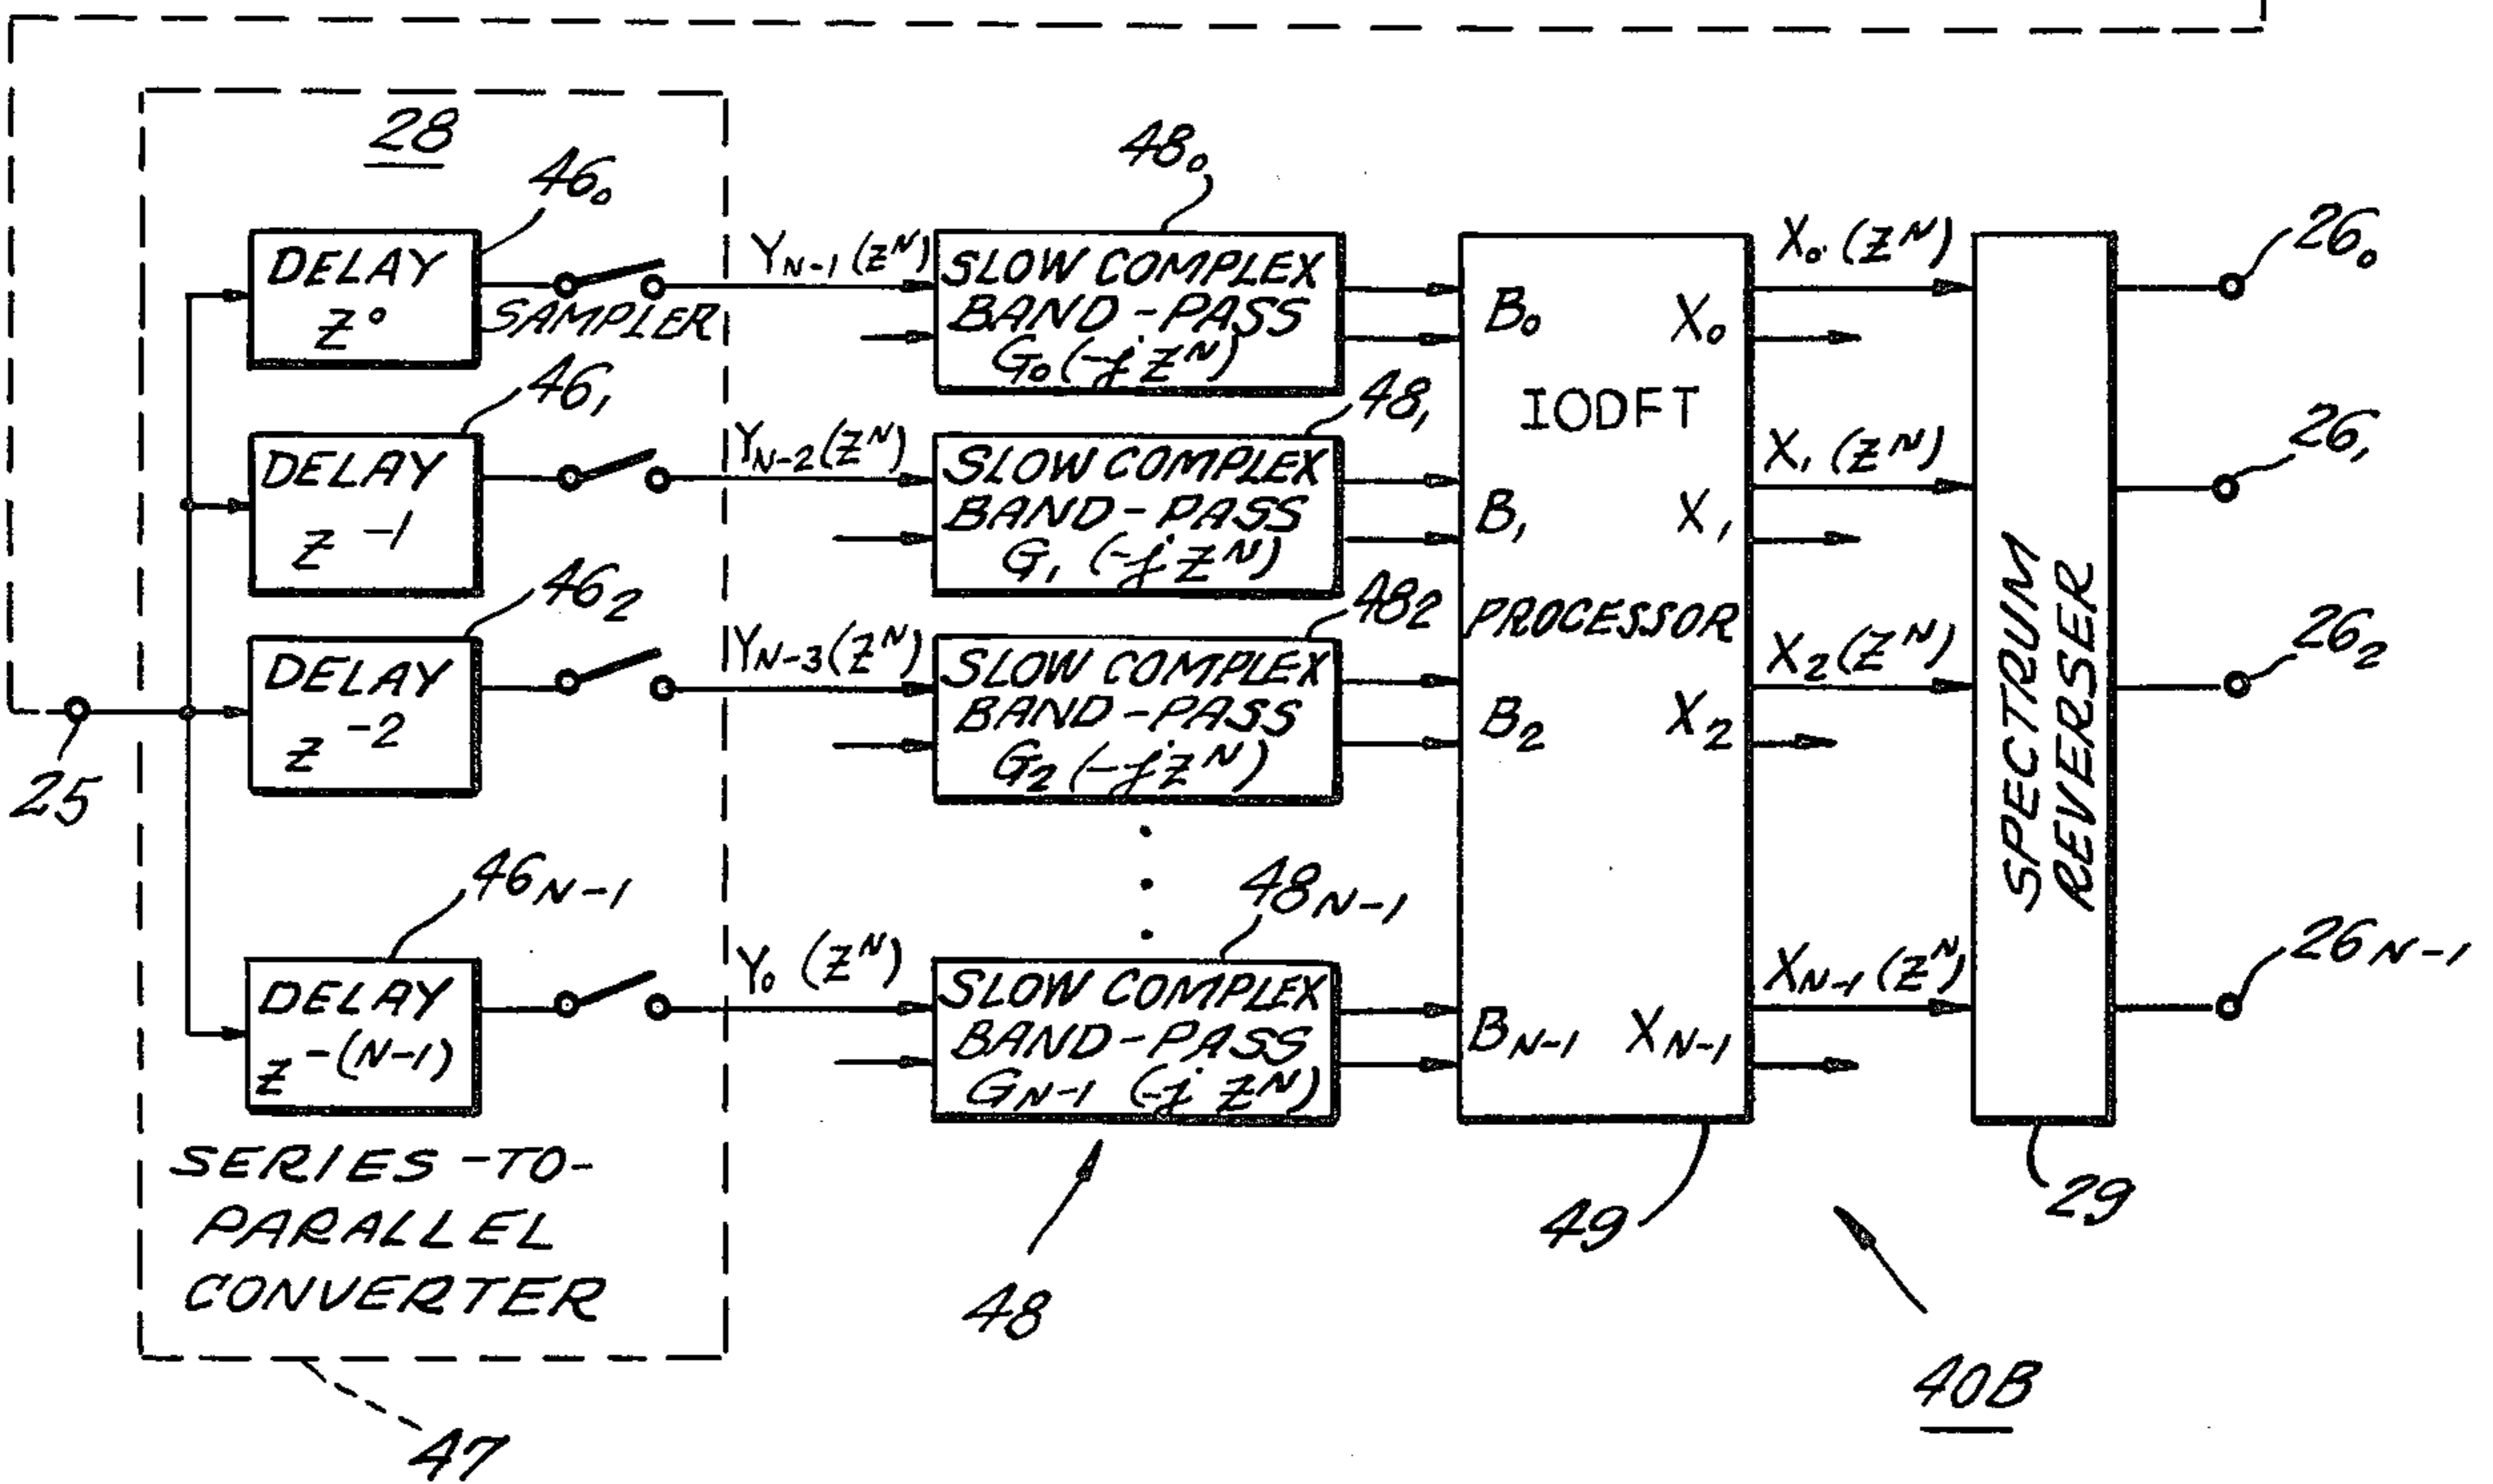 28
46₀
48₀
DELAY
Z⁰
SAMPLER
Y_{N-1}(Z^N)
SLOW COMPLEX
BAND-PASS
G₀(-jZ^N)
B₀
X₀
X₀(Z^N)
26₀
46₁
48₁
DELAY
Z⁻¹
Y_{N-2}(Z^N)
SLOW COMPLEX
BAND-PASS
G₁(-jZ^N)
IODFT
B₁
X₁
X₁(Z^N)
26₁
46₂
48₂
DELAY
Z⁻²
Y_{N-3}(Z^N)
SLOW COMPLEX
BAND-PASS
G₂(-jZ^N)
PROCESSOR
B₂
X₂
X₂(Z^N)
26₂
25
SPECTRUM
REVERSER
46_{N-1}
48_{N-1}
DELAY
Z^{-(N-1)}
Y₀(Z^N)
SLOW COMPLEX
BAND-PASS
G_{N-1}(-jZ^N)
B_{N-1}
X_{N-1}
X_{N-1}(Z^N)
26_{N-1}
SERIES-TO-
PARALLEL
CONVERTER
47
48
49
29
40B